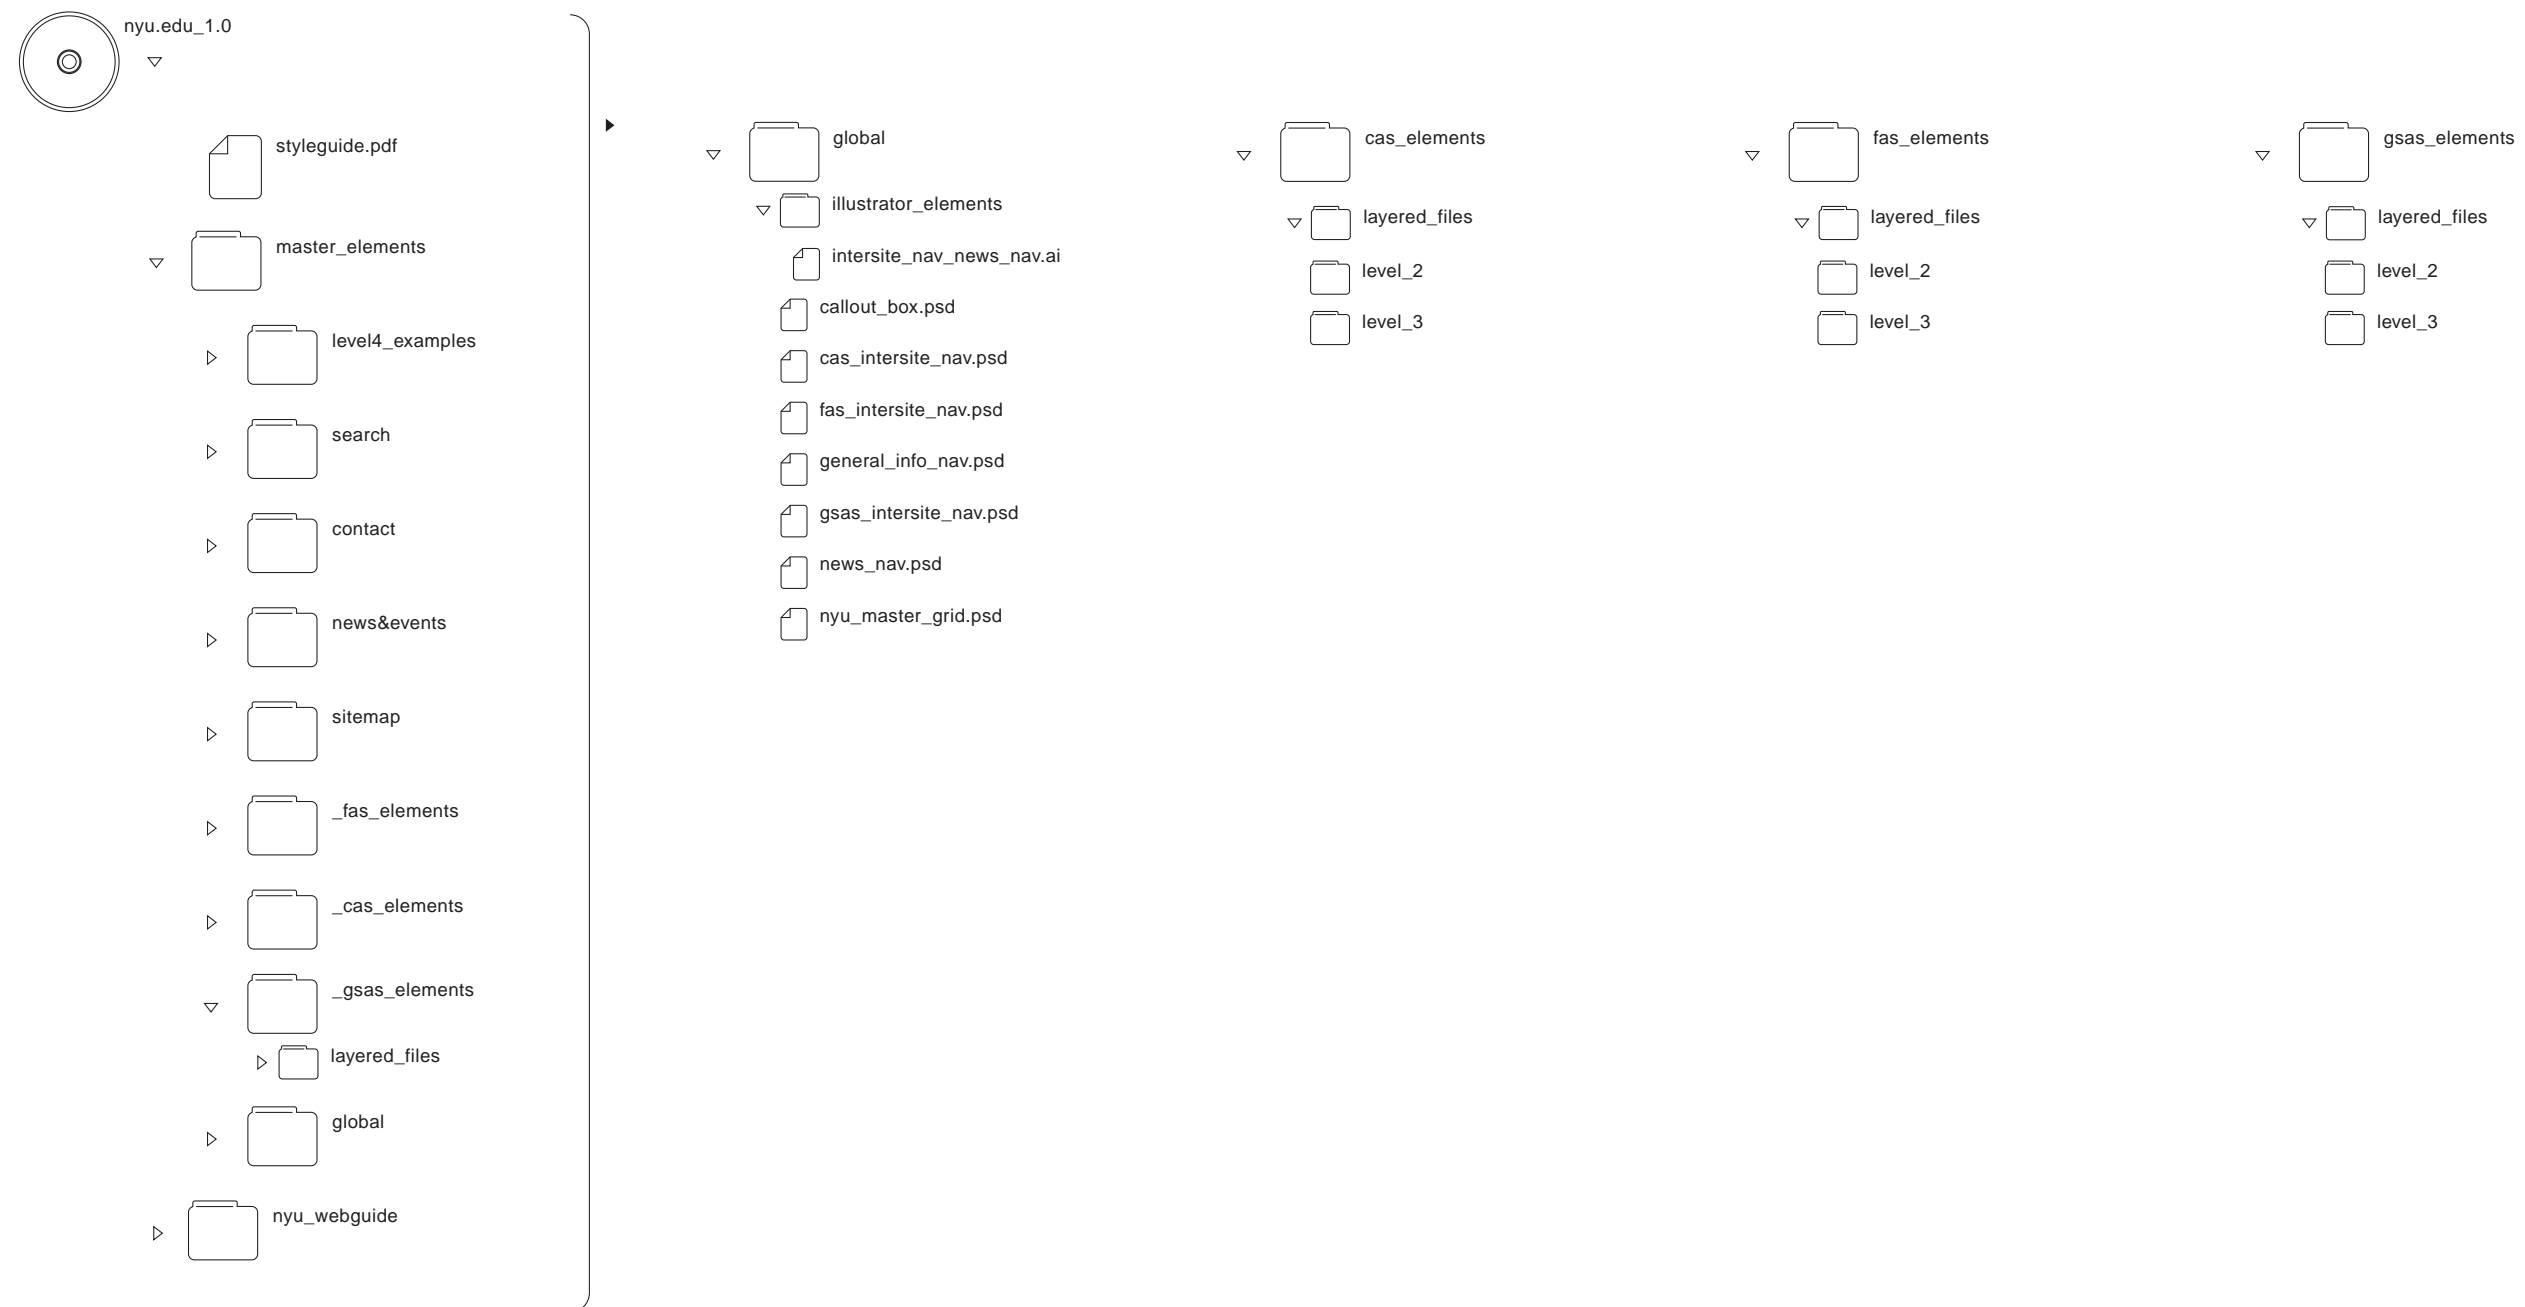 nyu.edu_1.0
styleguide.pdf
master_elements
level4_examples
search
contact
news&events
sitemap
_fas_elements
_cas_elements
_gsas_elements
layered_files
global
nyu_webguide
global
illustrator_elements
intersite_nav_news_nav.ai
callout_box.psd
cas_intersite_nav.psd
fas_intersite_nav.psd
general_info_nav.psd
gsas_intersite_nav.psd
news_nav.psd
nyu_master_grid.psd
cas_elements
layered_files
level_2
level_3
fas_elements
layered_files
level_2
level_3
gsas_elements
layered_files
level_2
level_3